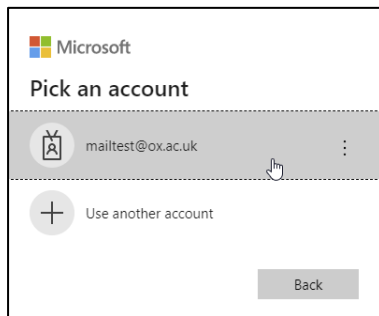 Microsoft
Pick an account
mailtest@ox.ac.uk
Use another account
Back